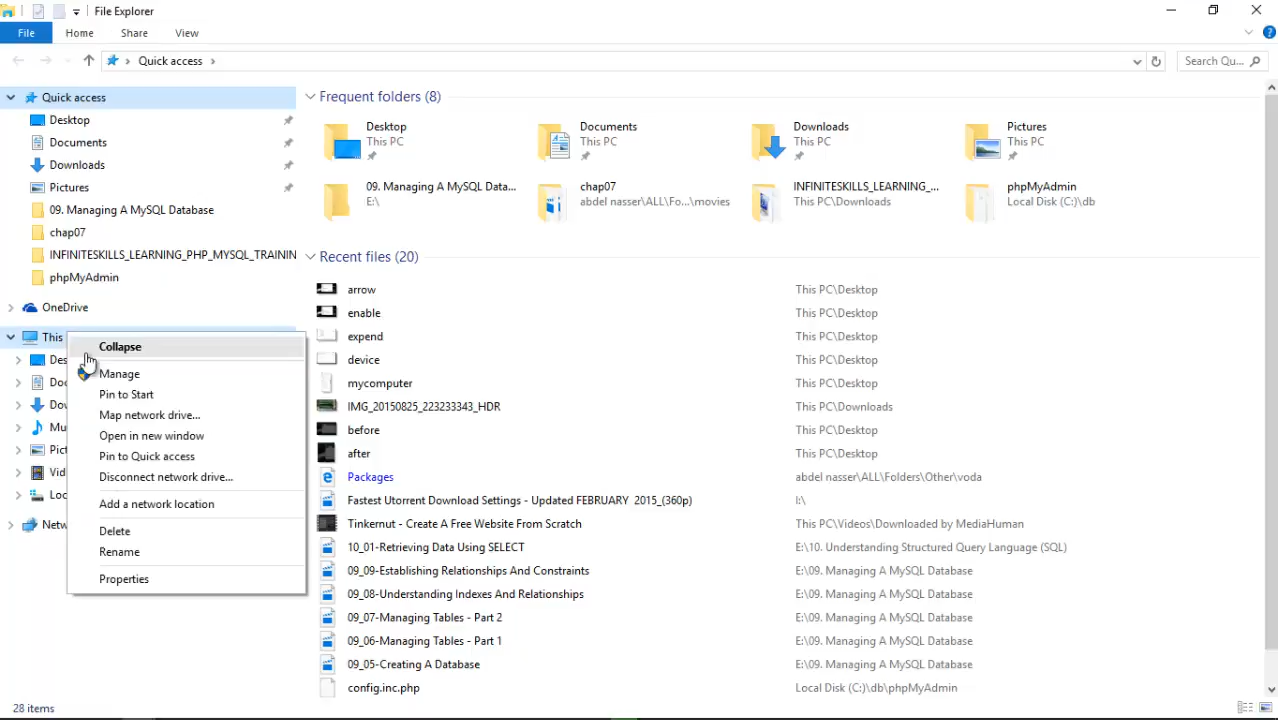 File Explorer
File Home Share View
Quick access
Search Qu...
Quick access
Desktop
Documents
Downloads
Pictures
09. Managing A MySQL Database
chap07
INFINITESKILLS_LEARNING_PHP_MYSQL_TRAININ
phpMyAdmin
OneDrive
This
Des
Doc
Dov
Mu
Pict
Vid
Loc
Netw
Collapse
Manage
Pin to Start
Map network drive...
Open in new window
Pin to Quick access
Disconnect network drive...
Add a network location
Delete
Rename
Properties
Frequent folders (8)
Desktop
This PC
Documents
This PC
Downloads
This PC
Pictures
This PC
09. Managing A MySQL Data...
E:\
chap07
abdel nasser\ALL\Fo...\movies
INFINITESKILLS_LEARNING_...
This PC\Downloads
phpMyAdmin
Local Disk (C:)\db
Recent files (20)
arrow This PC\Desktop
enable This PC\Desktop
expend This PC\Desktop
device This PC\Desktop
mycomputer This PC\Desktop
IMG_20150825_223233343_HDR This PC\Downloads
before This PC\Desktop
after This PC\Desktop
Packages abdel nasser\ALL\Folders\Other\voda
Fastest Utorrent Download Settings - Updated FEBRUARY 2015_(360p) I:\
Tinkernut - Create A Free Website From Scratch This PC\Videos\Downloaded by MediaHuman
10_01-Retrieving Data Using SELECT E:\10. Understanding Structured Query Language (SQL)
09_09-Establishing Relationships And Constraints E:\09. Managing A MySQL Database
09_08-Understanding Indexes And Relationships E:\09. Managing A MySQL Database
09_07-Managing Tables - Part 2 E:\09. Managing A MySQL Database
09_06-Managing Tables - Part 1 E:\09. Managing A MySQL Database
09_05-Creating A Database E:\09. Managing A MySQL Database
config.inc.php Local Disk (C:)\db\phpMyAdmin
28 items